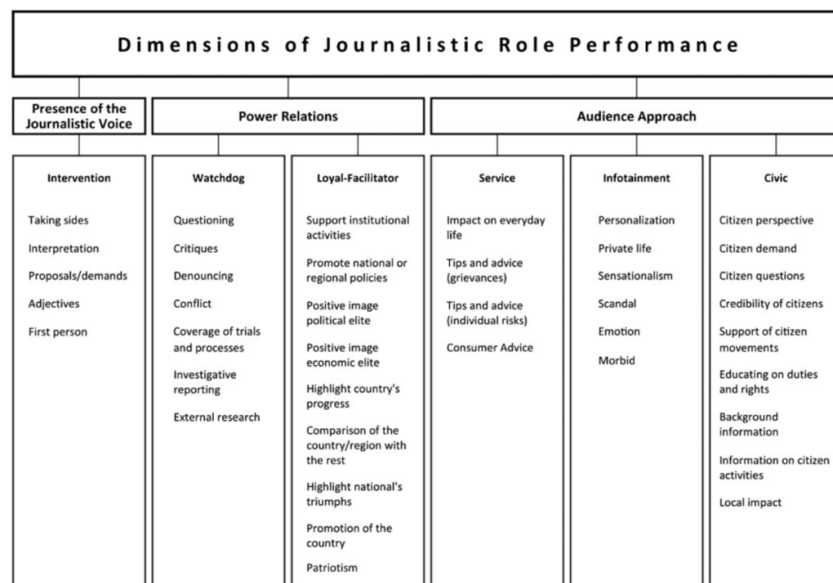 Dimensions of Journalistic Role Performance
Presence of the
Journalistic Voice
Power Relations
Audience Approach
Intervention
Taking sides
Interpretation
Proposals/demands
Adjectives
First person
Watchdog
Questioning
Critiques
Denouncing
Conflict
Coverage of trials
and processes
Investigative
reporting
External research
Loyal-Facilitator
Support institutional
activities
Promote national or
regional policies
Positive image
political elite
Positive image
economic elite
Highlight country's
progress
Comparison of the
country/region with
the rest
Highlight national's
triumphs
Promotion of the
country
Patriotism
Service
Impact on everyday
life
Tips and advice
(grievances)
Tips and advice
(individual risks)
Consumer Advice
Infotainment
Personalization
Private life
Sensationalism
Scandal
Emotion
Morbid
Civic
Citizen perspective
Citizen demand
Citizen questions
Credibility of citizens
Support of citizen
movements
Educating on duties
and rights
Background
information
Information on citizen
activities
Local impact